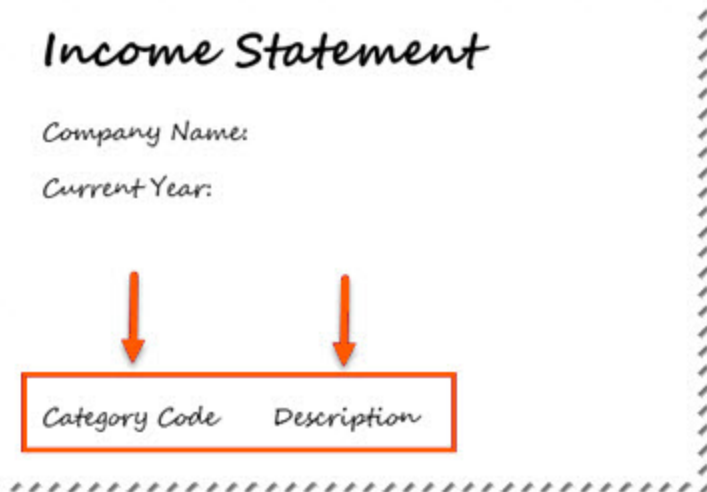 Income Statement
Company Name:
Current Year:
Category Code Description